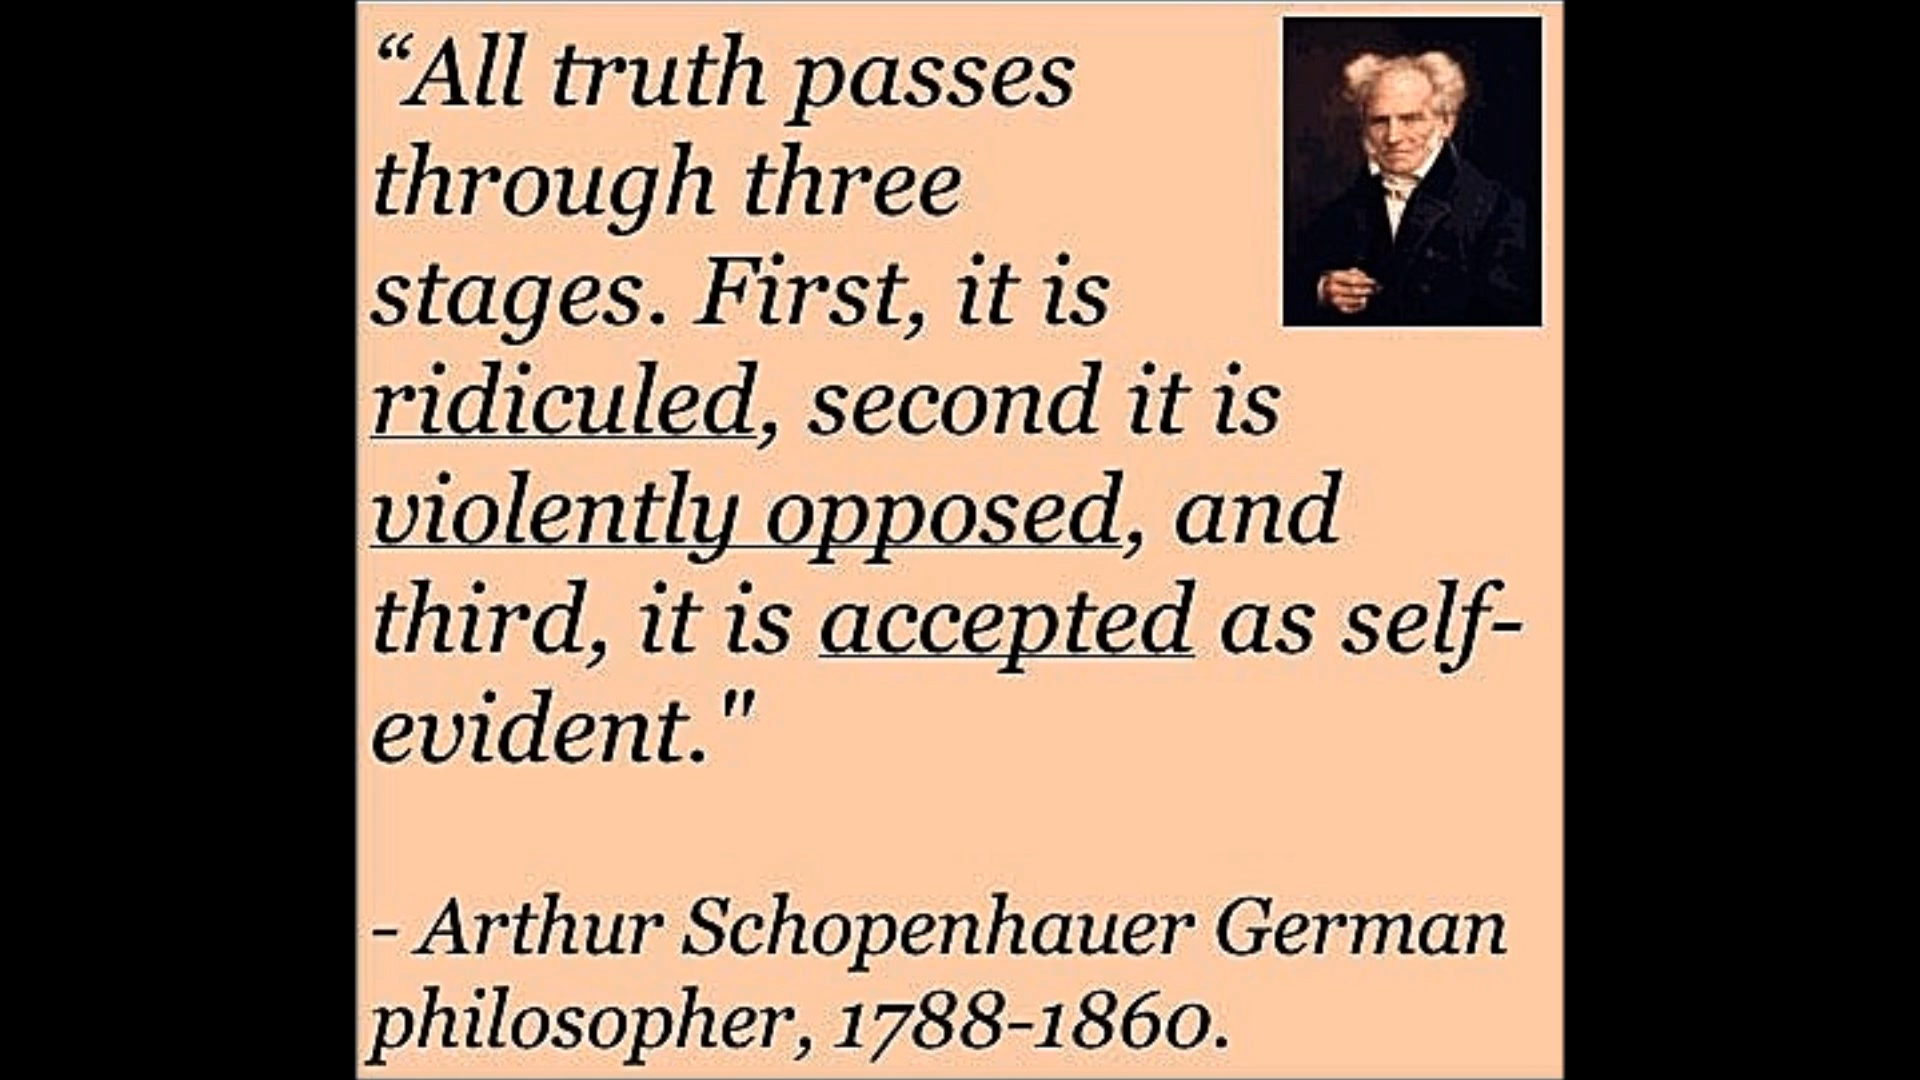 “All truth passes
through three
stages. First, it is
ridiculed, second it is
violently opposed, and
third, it is accepted as self-
evident."
- Arthur Schopenhauer German
philosopher, 1788-1860.